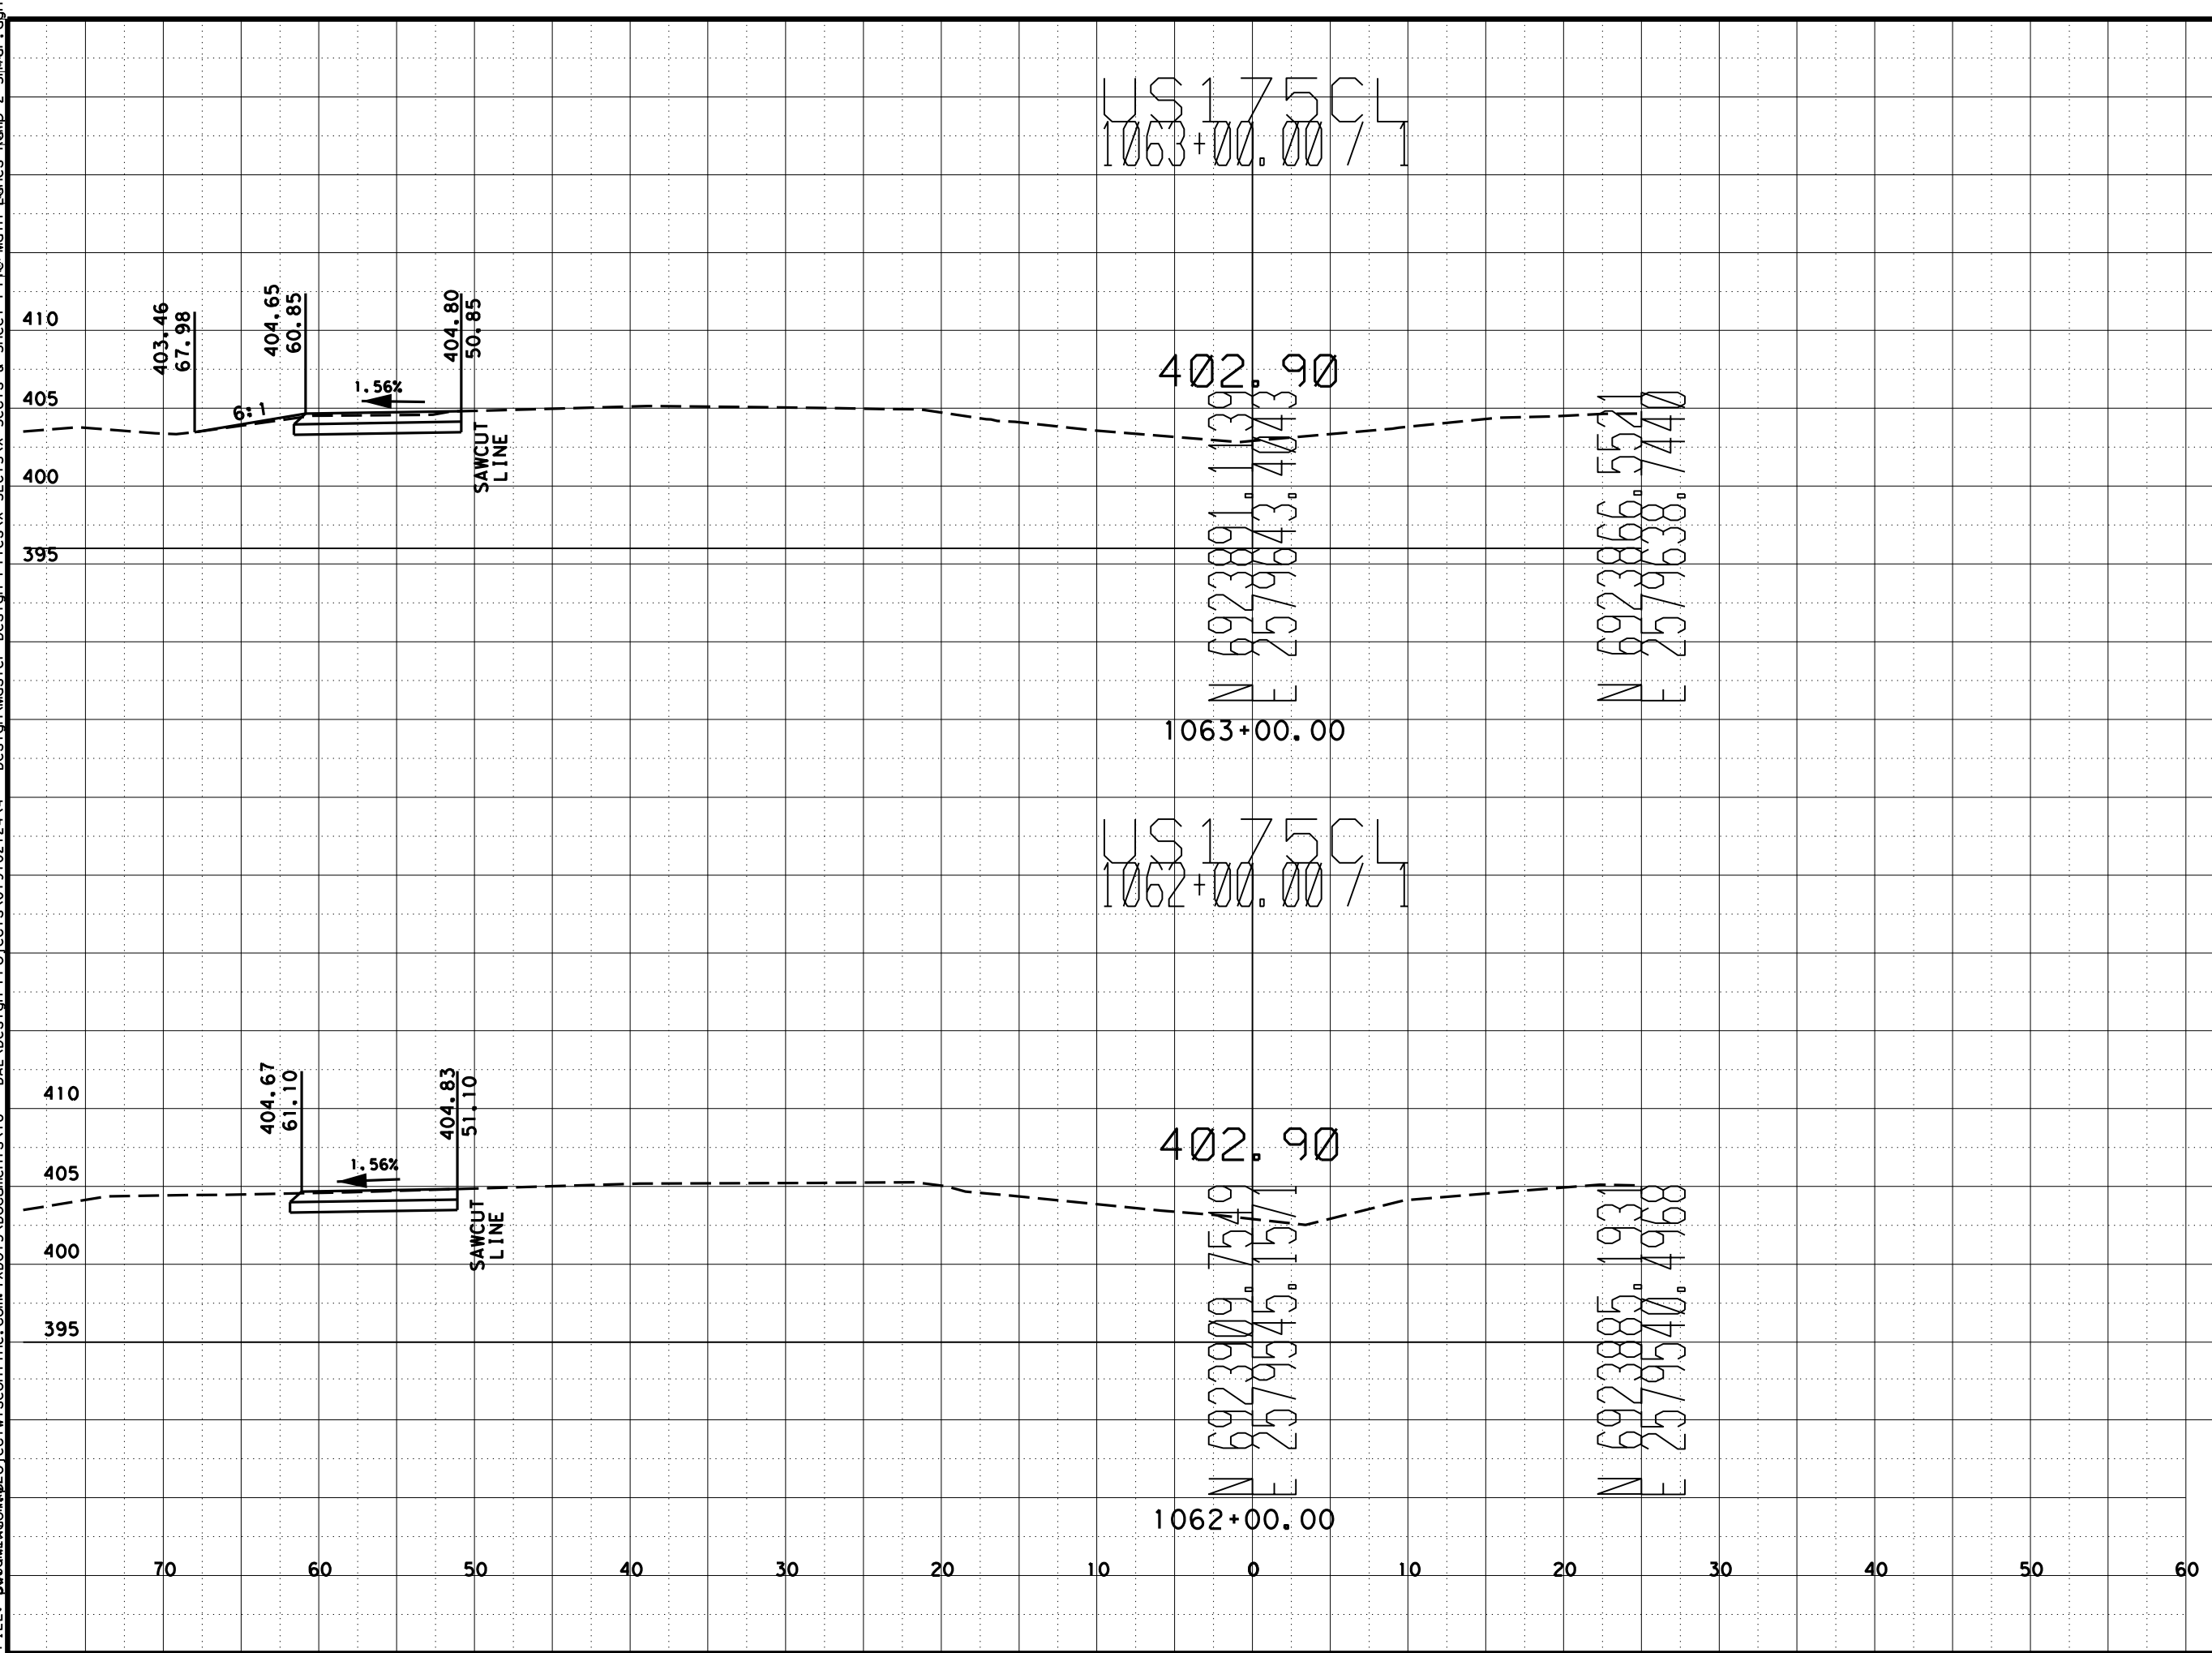 US175CL
1063+00.00 / 1
403.46
67.98
404.65
60.85
404.80
50.85
410
405
400
395
6:1
1.56%
SAWCUT
LINE
402.90
N 6923891.1139
E 2579643.4043
N 6923866.5521
E 2579638.7440
1063+00.00
US175CL
1062+00.00 / 1
404.67
61.10
404.83
51.10
410
405
400
395
1.56%
SAWCUT
LINE
402.90
N 6923909.7549
E 2579545.1571
N 6923885.1931
E 2579540.4968
1062+00.00
70 60 50 40 30 20 10 0 10 20 30 40 50 60